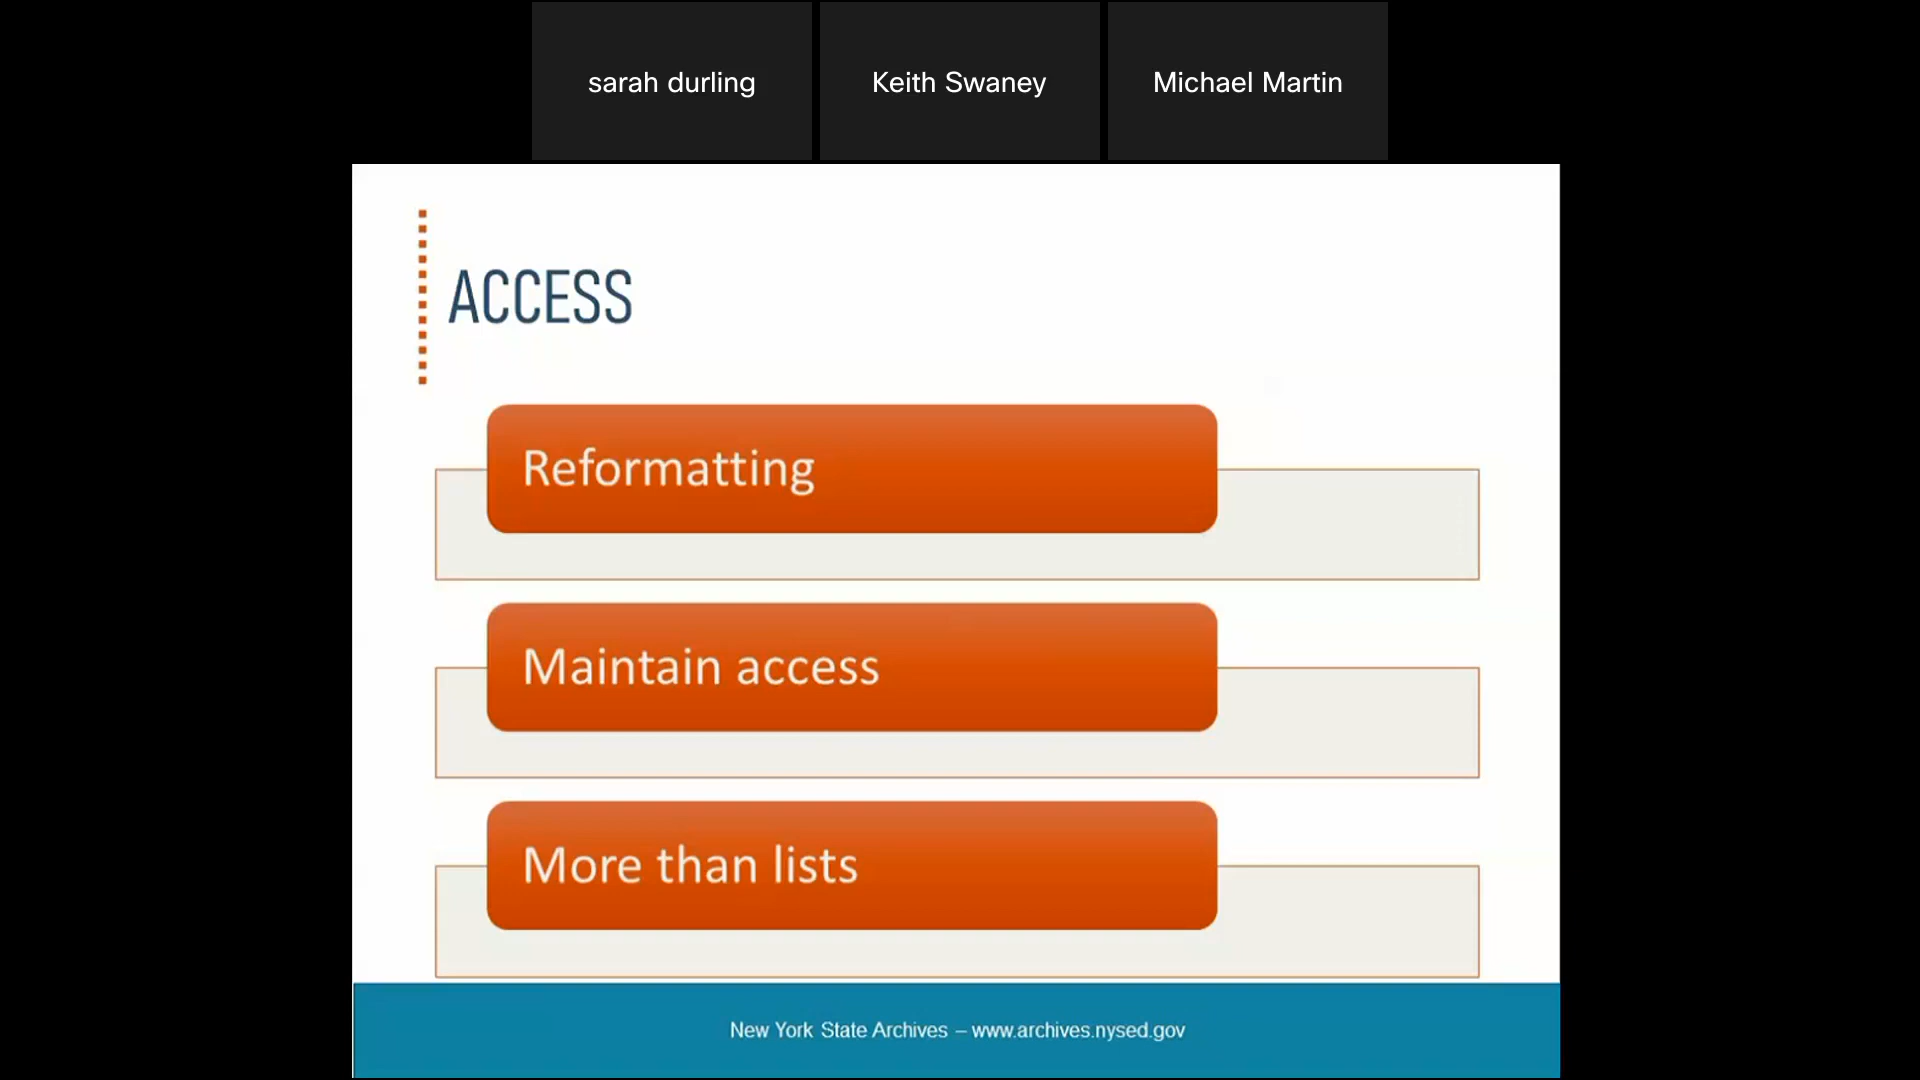 sarah durling
Keith Swaney
Michael Martin
ACCESS
Reformatting
Maintain access
More than lists
New York State Archives – www.archives.nysed.gov